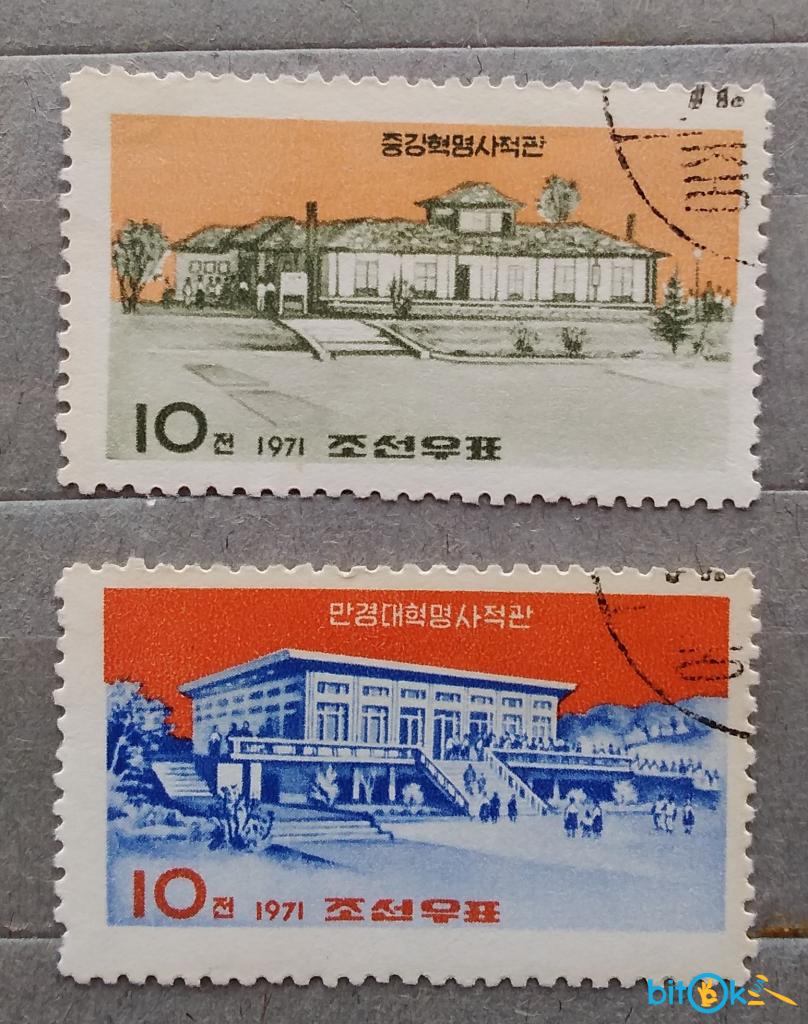 중강혁명사적관
10전 1971 조선우표
만경대혁명사적관
10전 1971 조선우표
bitok